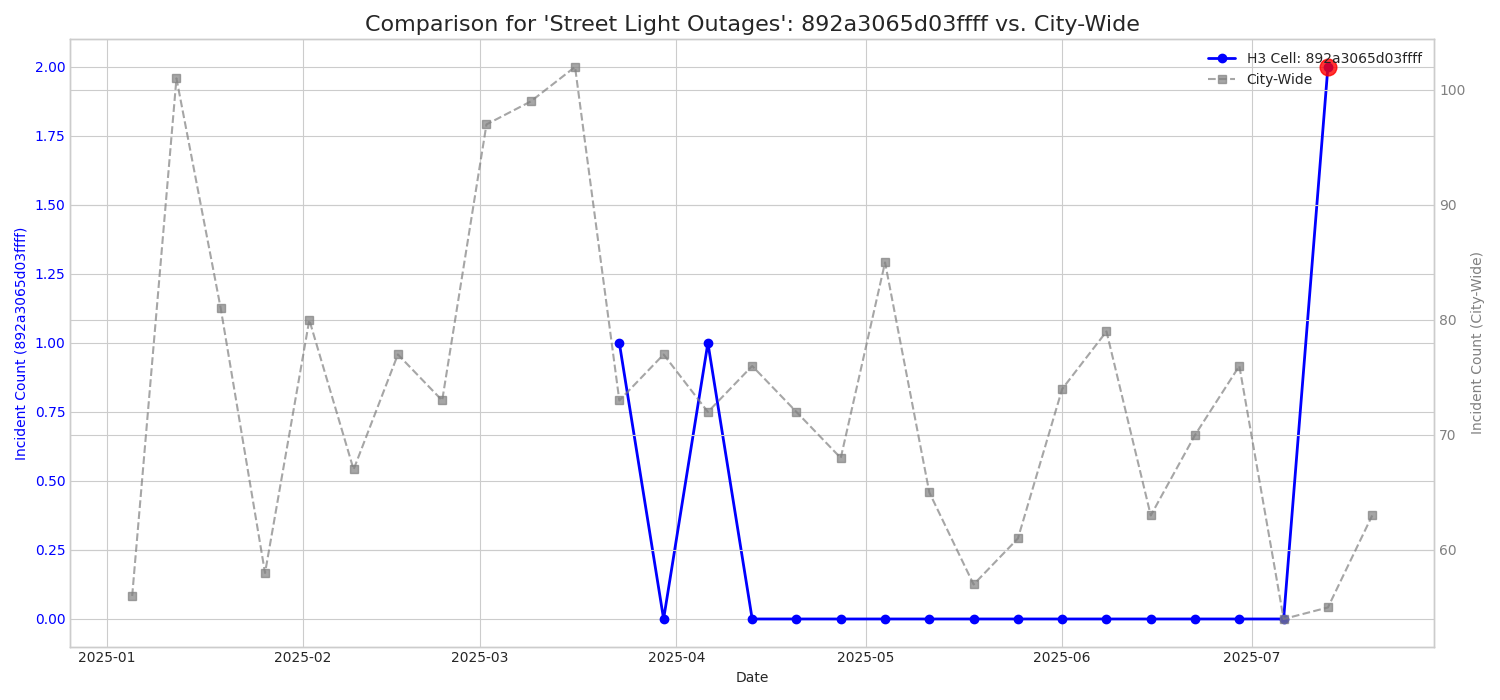 Comparison for 'Street Light Outages': 892a3065d03ffff vs. City-Wide
H3 Cell: 892a3065d03ffff
City-Wide
Incident Count (892a3065d03ffff)
2.00
1.75
1.50
1.25
1.00
0.75
0.50
0.25
0.00
100
90
80
70
60
Incident Count (City-Wide)
2025-01 2025-02 2025-03 2025-04 2025-05 2025-06 2025-07
Date